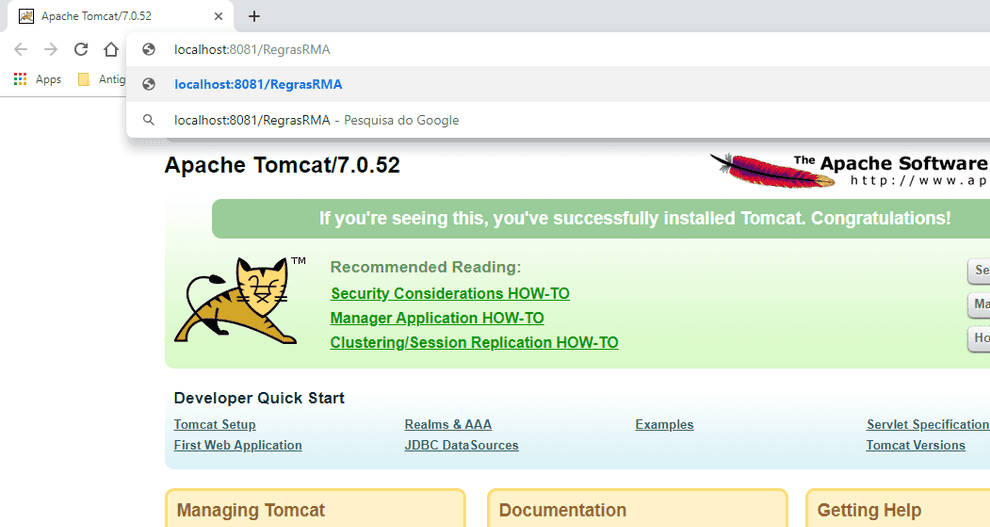 Apache Tomcat/7.0.52
localhost:8081/RegrasRMA
Apps Antig
localhost:8081/RegrasRMA
localhost:8081/RegrasRMA - Pesquisa do Google
Apache Tomcat/7.0.52
The Apache Software
http://www.ap
If you're seeing this, you've successfully installed Tomcat. Congratulations!
TM
Recommended Reading:
Security Considerations HOW-TO
Manager Application HOW-TO
Clustering/Session Replication HOW-TO
Se
Ma
Ho
Developer Quick Start
Tomcat Setup
First Web Application
Realms & AAA
JDBC DataSources
Examples
Servlet Specification
Tomcat Versions
Managing Tomcat
Documentation
Getting Help